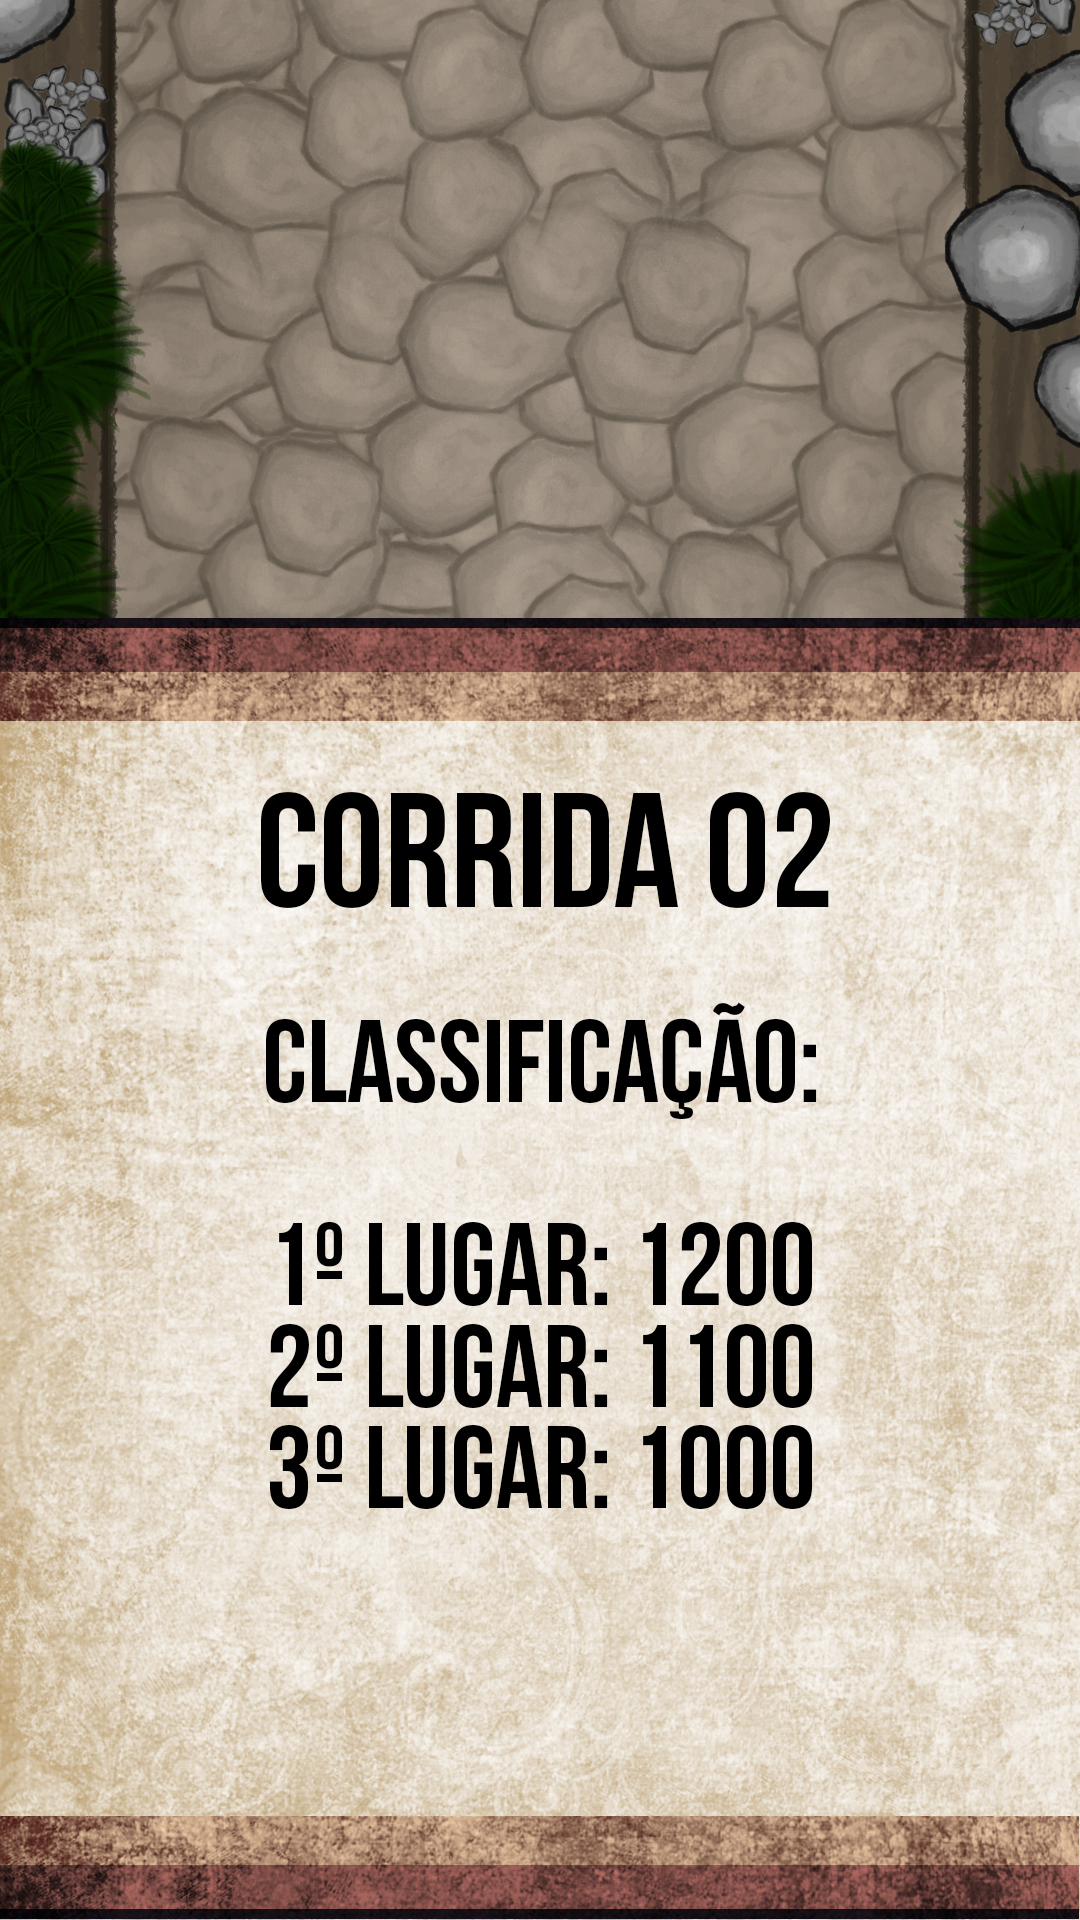 CORRIDA 02
CLASSIFICAÇÃO:
1º LUGAR: 1200
2º LUGAR: 1100
3º LUGAR: 1000